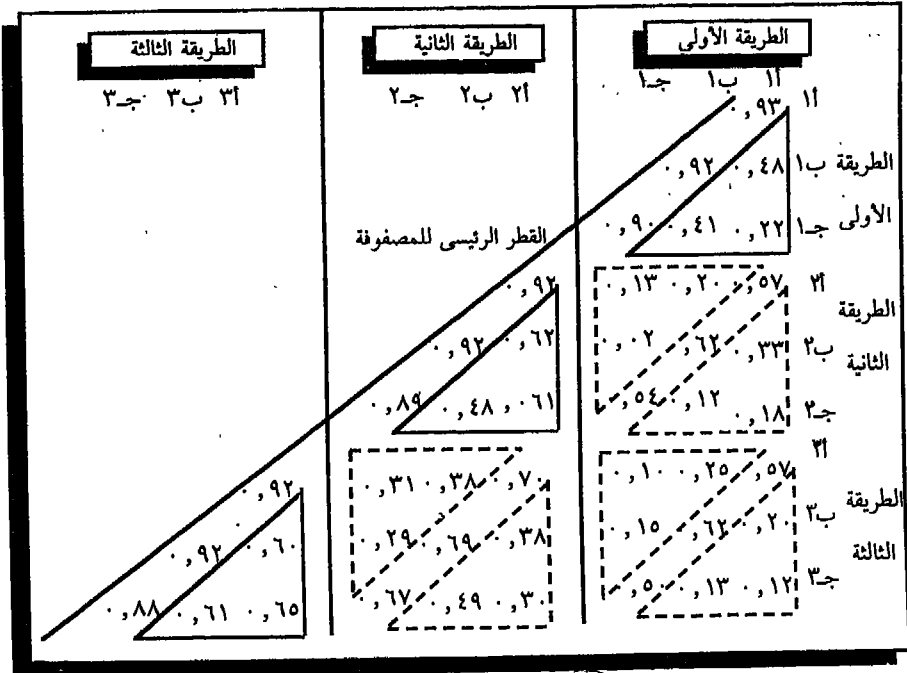 الطريقة الأولى الطريقة الثانية الطريقة الثالثة
أ١ ب١ جـ١ أ٢ ب٢ جـ٢ أ٣ ب٣ جـ٣
أ١ ٠,٩٣
الطريقة ب١ ٠,٤٨ ٠,٩٢
الأولى جـ١ ٠,٢٢ ٠,٤١ ٠,٩٠
القطر الرئيسى للمصفوفة
أ٢ ٠,٥٧ ٠,٢٠ ٠,١٣ ٠,٩٢
الطريقة
ب٢ ٠,٣٣ ٠,٦٢ ٠,٠٢ ٠,٦٢ ٠,٩٢
الثانية
جـ٢ ٠,١٨ ٠,١٢ ٠,٥٤ ٠,٠٦١ ٠,٤٨ ٠,٨٩
أ٣ ٠,٥٧ ٠,٢٥ ٠,١٠ ٠,٧٠ ٠,٣٨ ٠,٣١ ٠,٩٢
الطريقة ب٣ ٠,٢٠ ٠,٦٢ ٠,١٥ ٠,٣٨ ٠,٦٩ ٠,٢٩ ٠,٦٠ ٠,٩٢
الثالثة
جـ٣ ٠,١٢ ٠,١٣ ٠,٥٠ ٠,٣٠ ٠,٤٩ ٠,٦٧ ٠,٦٥ ٠,٦١ ٠,٨٨